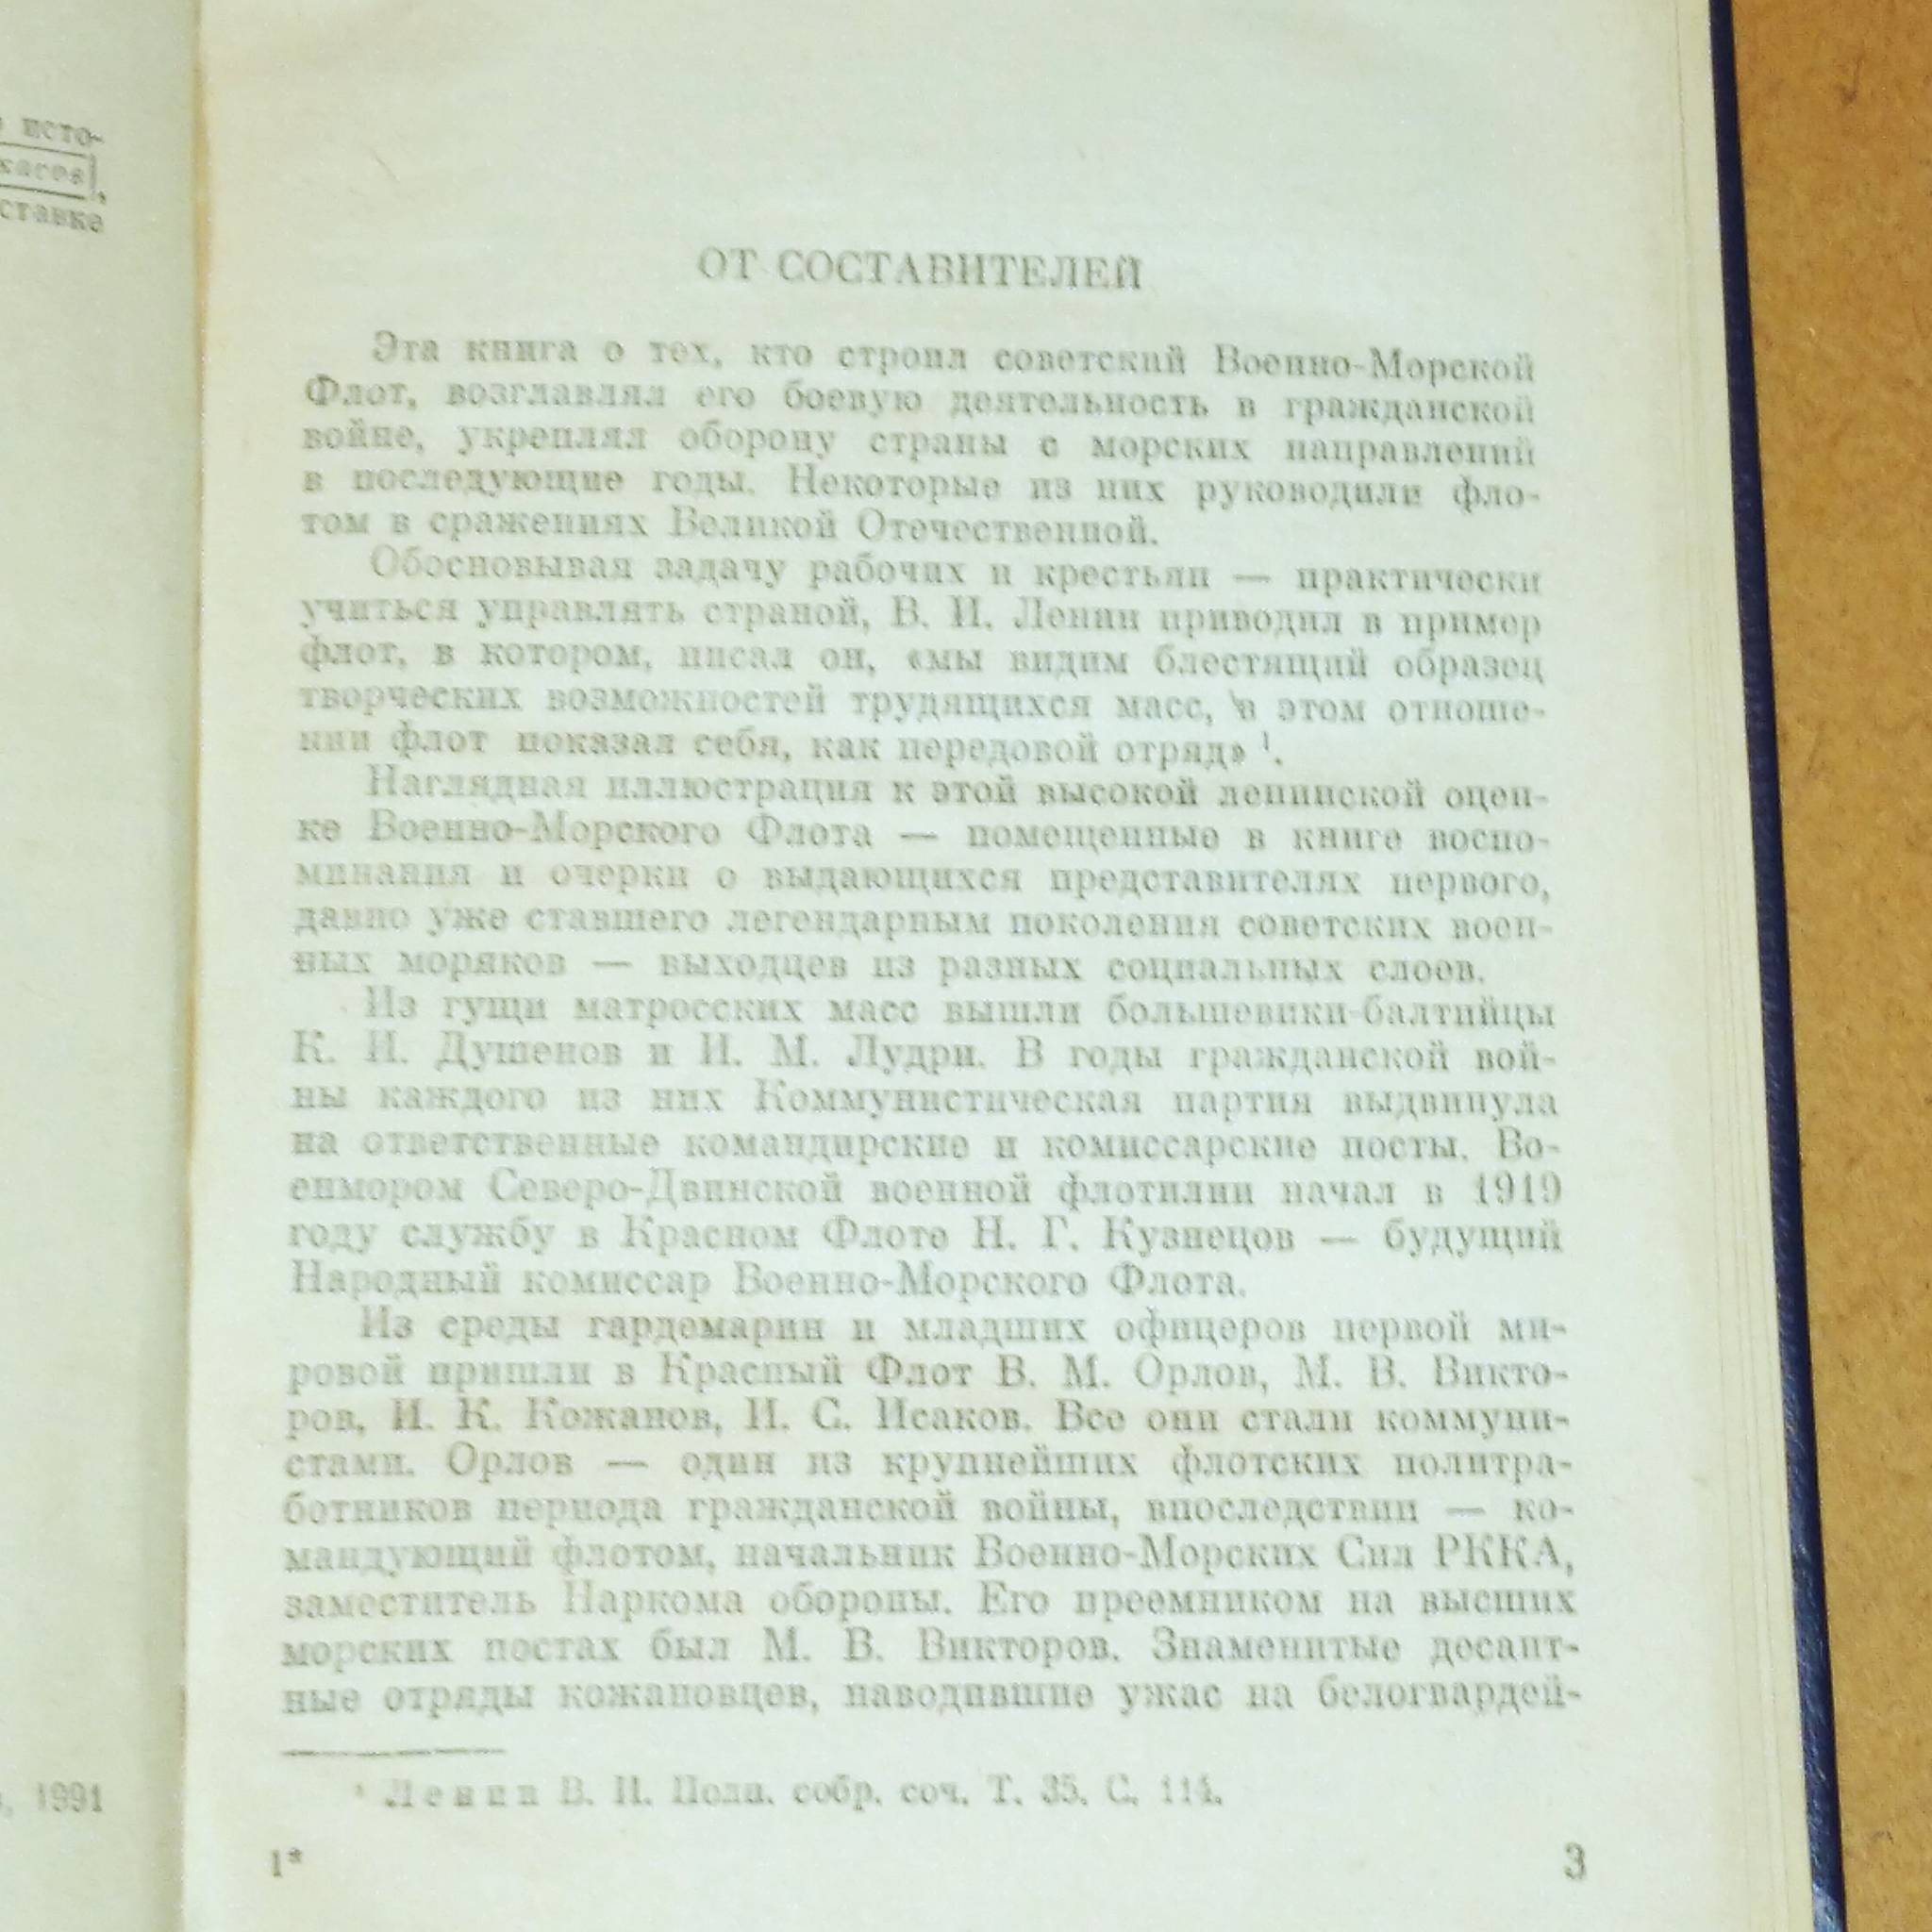 исто-
касов,
ставке
, 1991
ОТ СОСТАВИТЕЛЕЙ
Эта книга о тех, кто строил советский Военно-Морской
Флот, возглавлял его боевую деятельность в гражданской
войне, укреплял оборону страны с морских направлений
в последующие годы. Некоторые из них руководили фло-
том в сражениях Великой Отечественной.
Обосновывая задачу рабочих и крестьян — практически
учиться управлять страной, В. И. Ленин приводил в пример
флот, в котором, писал он, «мы видим блестящий образец
творческих возможностей трудящихся масс, в этом отноше-
нии флот показал себя, как передовой отряд» 1.
Наглядная иллюстрация к этой высокой ленинской оцен-
ке Военно-Морского Флота — помещенные в книге воспо-
минания и очерки о выдающихся представителях первого,
давно уже ставшего легендарным поколения советских воен-
ных моряков — выходцев из разных социальных слоев.
Из гущи матросских масс вышли большевики-балтийцы
К. И. Душенов и И. М. Лудри. В годы гражданской вой-
ны каждого из них Коммунистическая партия выдвинула
на ответственные командирские и комиссарские посты. Во-
енмором Северо-Двинской военной флотилии начал в 1919
году службу в Красном Флоте Н. Г. Кузнецов — будущий
Народный комиссар Военно-Морского Флота.
Из среды гардемарин и младших офицеров первой ми-
ровой пришли в Красный Флот В. М. Орлов, М. В. Викто-
ров, И. К. Кожанов, И. С. Исаков. Все они стали коммуни-
стами. Орлов — один из крупнейших флотских политра-
ботников периода гражданской войны, впоследствии — ко-
мандующий флотом, начальник Военно-Морских Сил РККА,
заместитель Наркома обороны. Его преемником на высших
морских постах был М. В. Викторов. Знаменитые десант-
ные отряды кожановцев, наводившие ужас на белогвардей-
1 Ленин В. И. Полн. собр. соч. Т. 35. С. 114.
1*
3